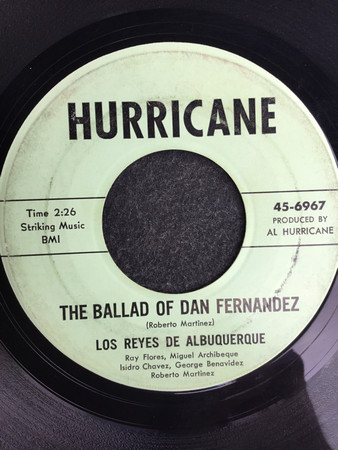 HURRICANE
Time 2:26
Striking Music
BMI
45-6967
PRODUCED BY
AL HURRICANE
THE BALLAD OF DAN FERNANDEZ
(Roberto Martinez)
LOS REYES DE ALBUQUERQUE
Ray Flores, Miguel Archibeque
Isidro Chavez, George Benavidez
Roberto Martinez